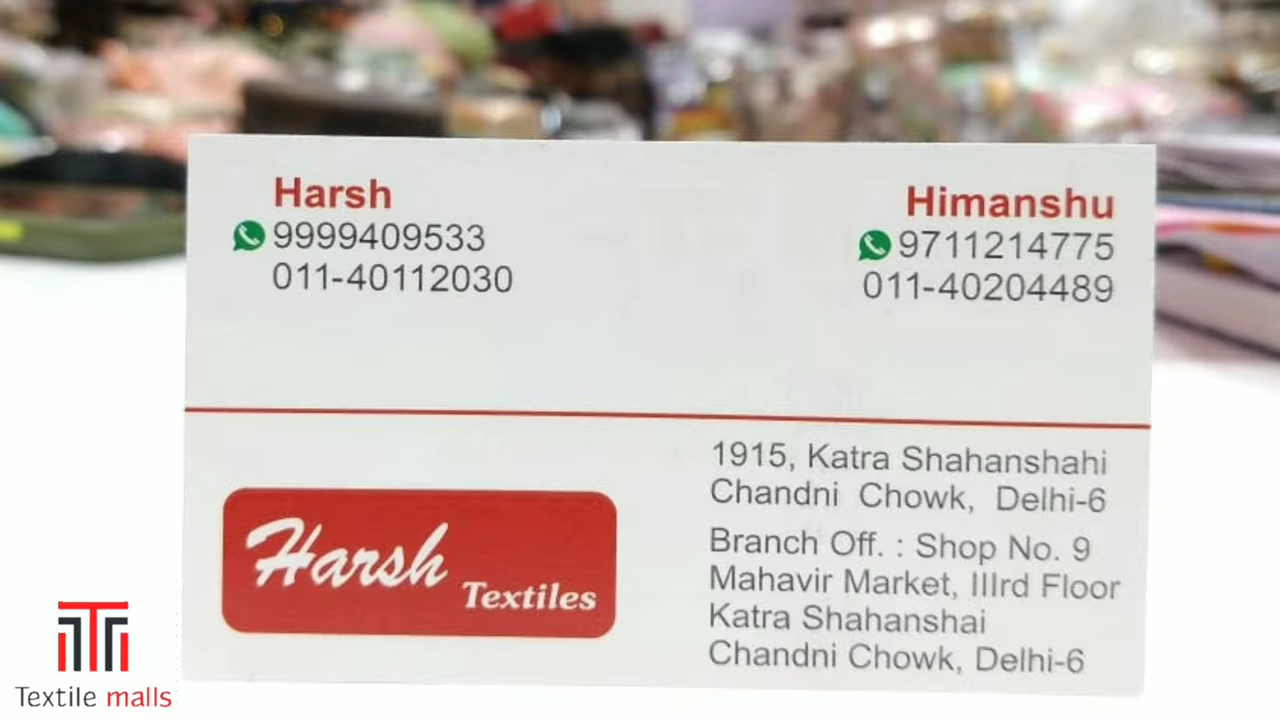 Harsh
9999409533
011-40112030
Himanshu
9711214775
011-40204489
Harsh
Textiles
1915, Katra Shahanshahi
Chandni Chowk, Delhi-6
Branch Off. : Shop No. 9
Mahavir Market, IIIrd Floor
Katra Shahanshai
Chandni Chowk, Delhi-6
Textile malls